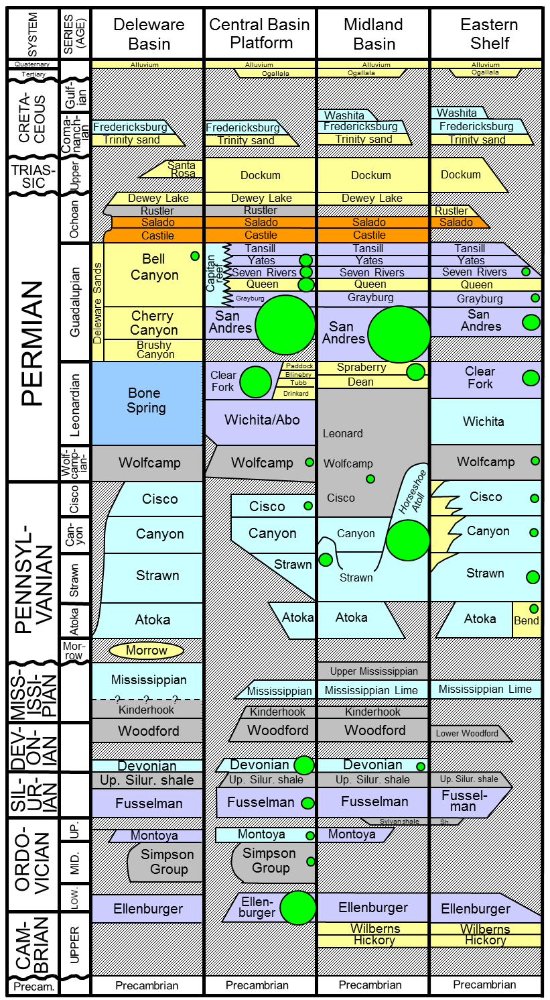 SYSTEM
SERIES
(AGE)
Deleware
Basin
Central Basin
Platform
Midland
Basin
Eastern
Shelf
Quaternary
Alluvium
Alluvium
Alluvium
Alluvium
Tertiary
Ogallala
Ogallala
Ogallala
CRETA-
CEOUS
Gulf-
ian
Coma-
nanch-
ian
Washita
Washita
Fredericksburg
Fredericksburg
Fredericksburg
Fredericksburg
Trinity sand
Trinity sand
Trinity sand
Trinity sand
TRIAS-
SIC
Upper
Santa
Rosa
Dockum
Dockum
Dockum
PERMIAN
Ochoan
Dewey Lake
Dewey Lake
Dewey Lake
Rustler
Rustler
Rustler
Salado
Salado
Salado
Salado
Castile
Castile
Castile
Guadalupian
Deleware Sands
Bell
Canyon
Cherry
Canyon
Brushy
Canyon
Capitan
reef
Tansill
Yates
Seven Rivers
Queen
Grayburg
San
Andres
Tansill
Yates
Seven Rivers
Queen
Grayburg
San
Andres
Tansill
Yates
Seven Rivers
Queen
Grayburg
San
Andres
Leonardian
Bone
Spring
Clear
Fork
Paddock
Blinebry
Tubb
Drinkard
Wichita/Abo
Spraberry
Dean
Leonard
Clear
Fork
Wichita
Wolf-
camp-
ian-
Wolfcamp
Wolfcamp
Wolfcamp
Wolfcamp
PENNSYL-
VANIAN
Cisco
Cisco
Cisco
Cisco
Horseshoe
Atoll
Cisco
Can-
yon
Canyon
Canyon
Canyon
Canyon
Strawn
Strawn
Strawn
Strawn
Strawn
Atoka
Atoka
Atoka
Atoka
Atoka
Bend
Mor-
row
Morrow
MISS-
ISSI-
PIAN
Mississippian
? ? ?
Kinderhook
Mississippian
Kinderhook
Upper Mississippian
Mississippian Lime
Kinderhook
Mississippian Lime
DEV-
ON-
IAN
Woodford
Woodford
Woodford
Lower Woodford
Devonian
Devonian
Devonian
SIL-
UR-
IAN
Up. Silur. shale
Up. Silur. shale
Up. Silur. shale
Up. Silur. shale
Fusselman
Fusselman
Fusselman
Fussel-
man
ORDO-
VICIAN
UP.
Sylvan shale
Sh.
Montoya
Montoya
Montoya
MID.
Simpson
Group
Simpson
Group
LOW.
Ellenburger
Ellen-
burger
Ellenburger
Ellenburger
CAM-
BRIAN
UPPER
Wilberns
Wilberns
Hickory
Hickory
Precam.
Precambrian
Precambrian
Precambrian
Precambrian